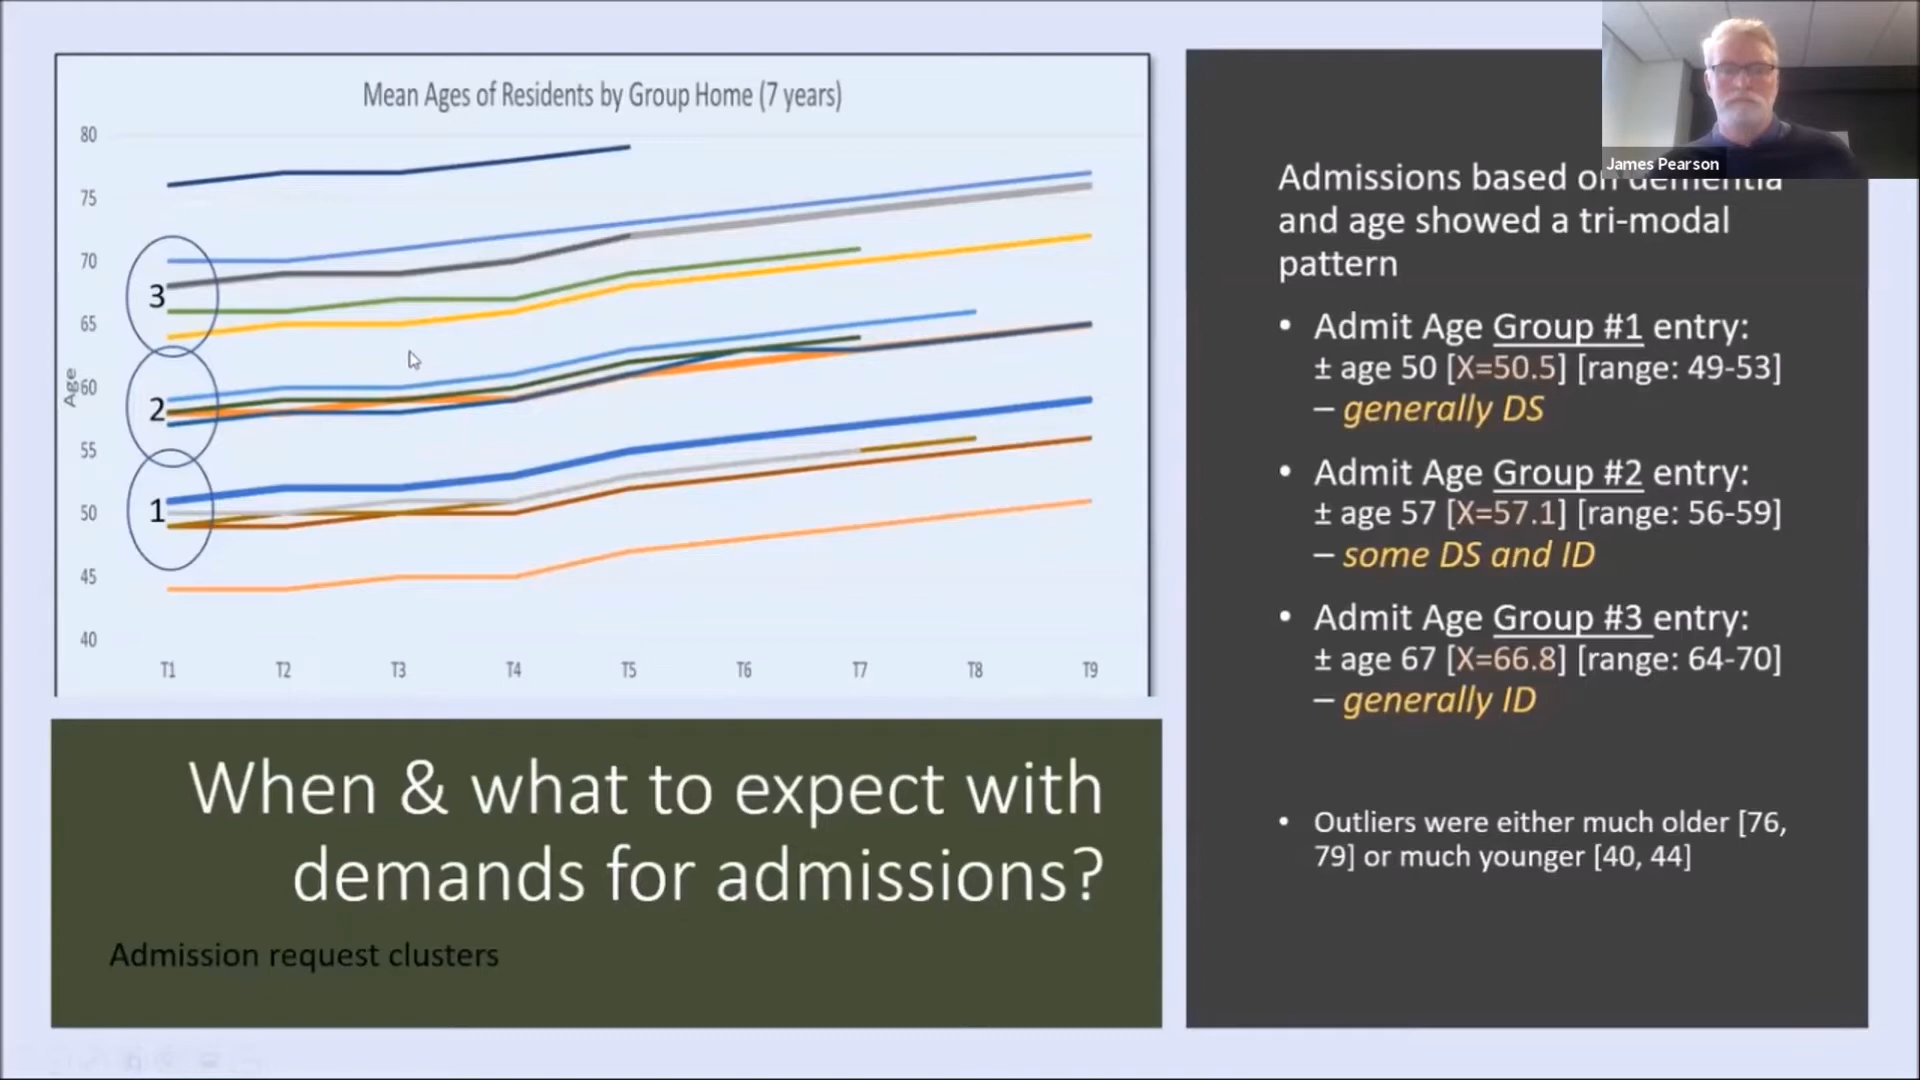 Mean Ages of Residents by Group Home (7 years)
80
75
70
65
60
55
50
45
40
Age
3
2
1
T1 T2 T3 T4 T5 T6 T7 T8 T9
When & what to expect with
demands for admissions?
Admission request clusters
James Pearson
Admissions based on dementia
and age showed a tri-modal
pattern
• Admit Age Group #1 entry:
± age 50 [X=50.5] [range: 49-53]
– generally DS
• Admit Age Group #2 entry:
± age 57 [X=57.1] [range: 56-59]
– some DS and ID
• Admit Age Group #3 entry:
± age 67 [X=66.8] [range: 64-70]
– generally ID
• Outliers were either much older [76,
79] or much younger [40, 44]